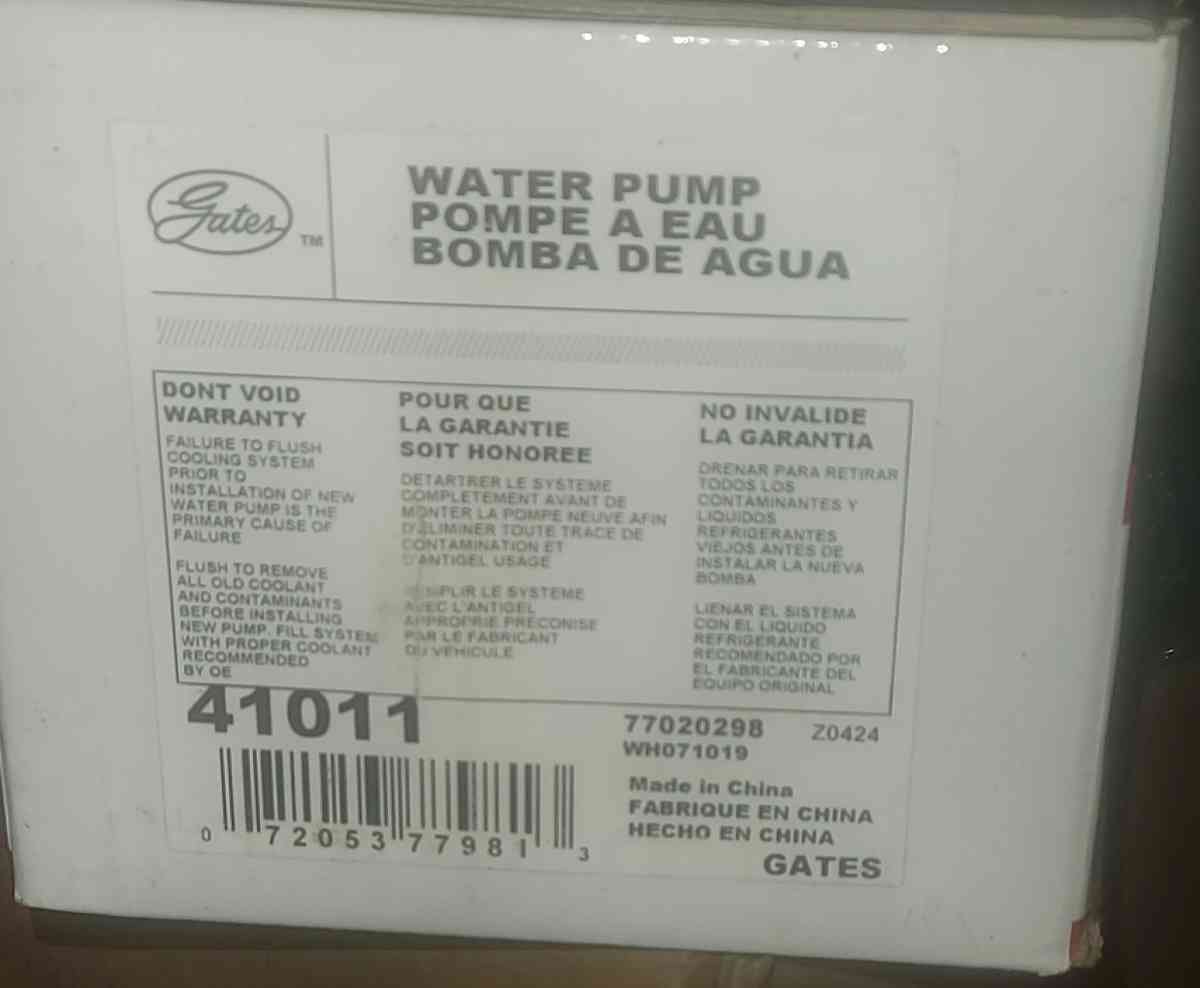 Gates™
WATER PUMP
POMPE A EAU
BOMBA DE AGUA
DONT VOID
WARRANTY
FAILURE TO FLUSH
COOLING SYSTEM
PRIOR TO
INSTALLATION OF NEW
WATER PUMP IS THE
PRIMARY CAUSE OF
FAILURE
FLUSH TO REMOVE
ALL OLD COOLANT
AND CONTAMINANTS
BEFORE INSTALLING
NEW PUMP. FILL SYSTEM
WITH PROPER COOLANT
RECOMMENDED
BY OE
POUR QUE
LA GARANTIE
SOIT HONOREE
DETARTRER LE SYSTEME
COMPLETEMENT AVANT DE
MONTER LA POMPE NEUVE AFIN
D'ELIMINER TOUTE TRACE DE
CONTAMINATION ET
D'ANTIGEL USAGE
REMPLIR LE SYSTEME
AVEC L'ANTIGEL
APPROPRIE PRECONISE
PAR LE FABRICANT
DU VEHICULE
NO INVALIDE
LA GARANTIA
DRENAR PARA RETIRAR
TODOS LOS
CONTAMINANTES Y
LIQUIDOS
REFRIGERANTES
VIEJOS ANTES DE
INSTALAR LA NUEVA
BOMBA
LIENAR EL SISTEMA
CON EL LIQUIDO
REFRIGERANTE
RECOMENDADO POR
EL FABRICANTE DEL
EQUIPO ORIGINAL
41011
77020298 Z0424
WH071019
Made in China
FABRIQUE EN CHINA
HECHO EN CHINA
GATES
0 72053 77981 3